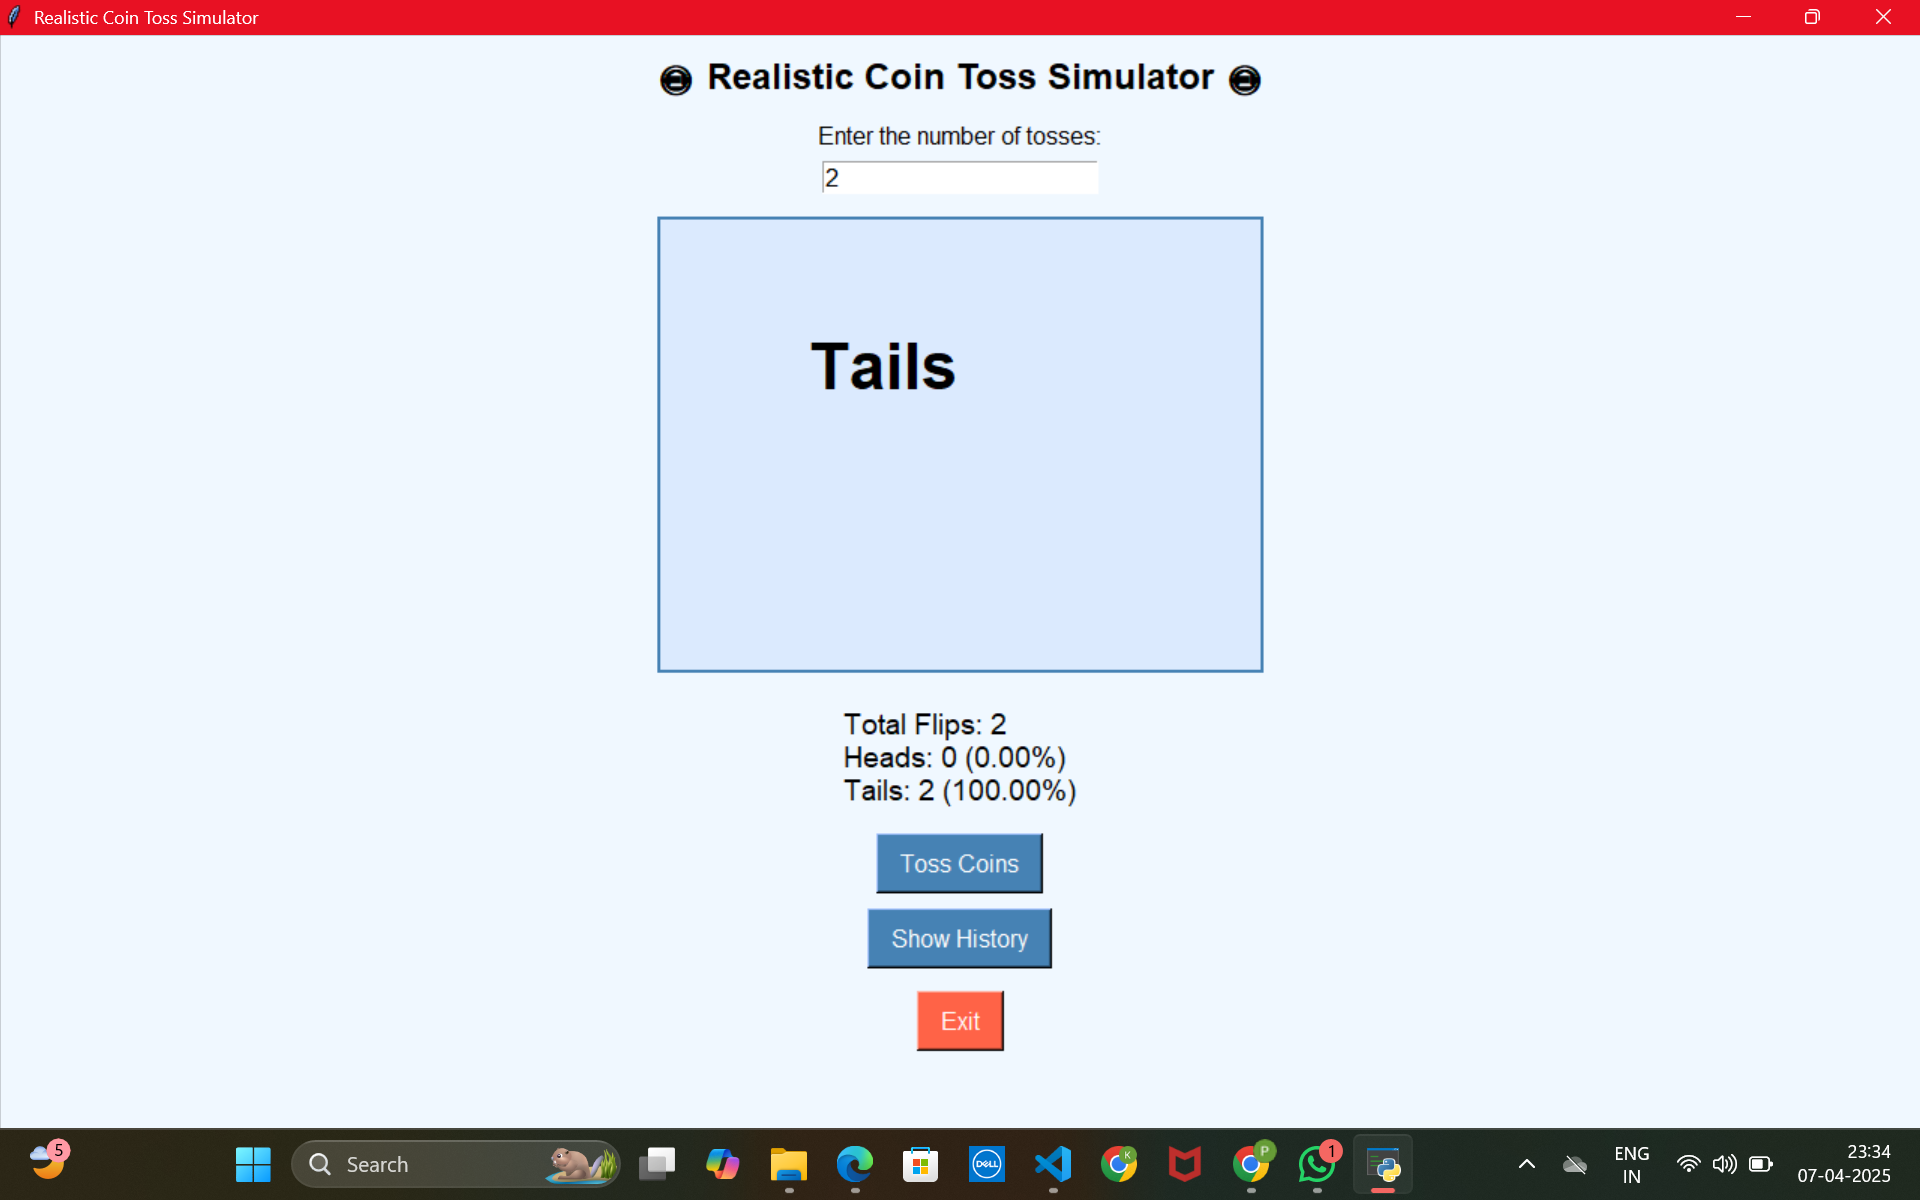 Realistic Coin Toss Simulator
Realistic Coin Toss Simulator
Enter the number of tosses:
2
Tails
Total Flips: 2
Heads: 0 (0.00%)
Tails: 2 (100.00%)
Toss Coins
Show History
Exit
5
Search
DELL
K
P
1
ENG
IN
23:34
07-04-2025